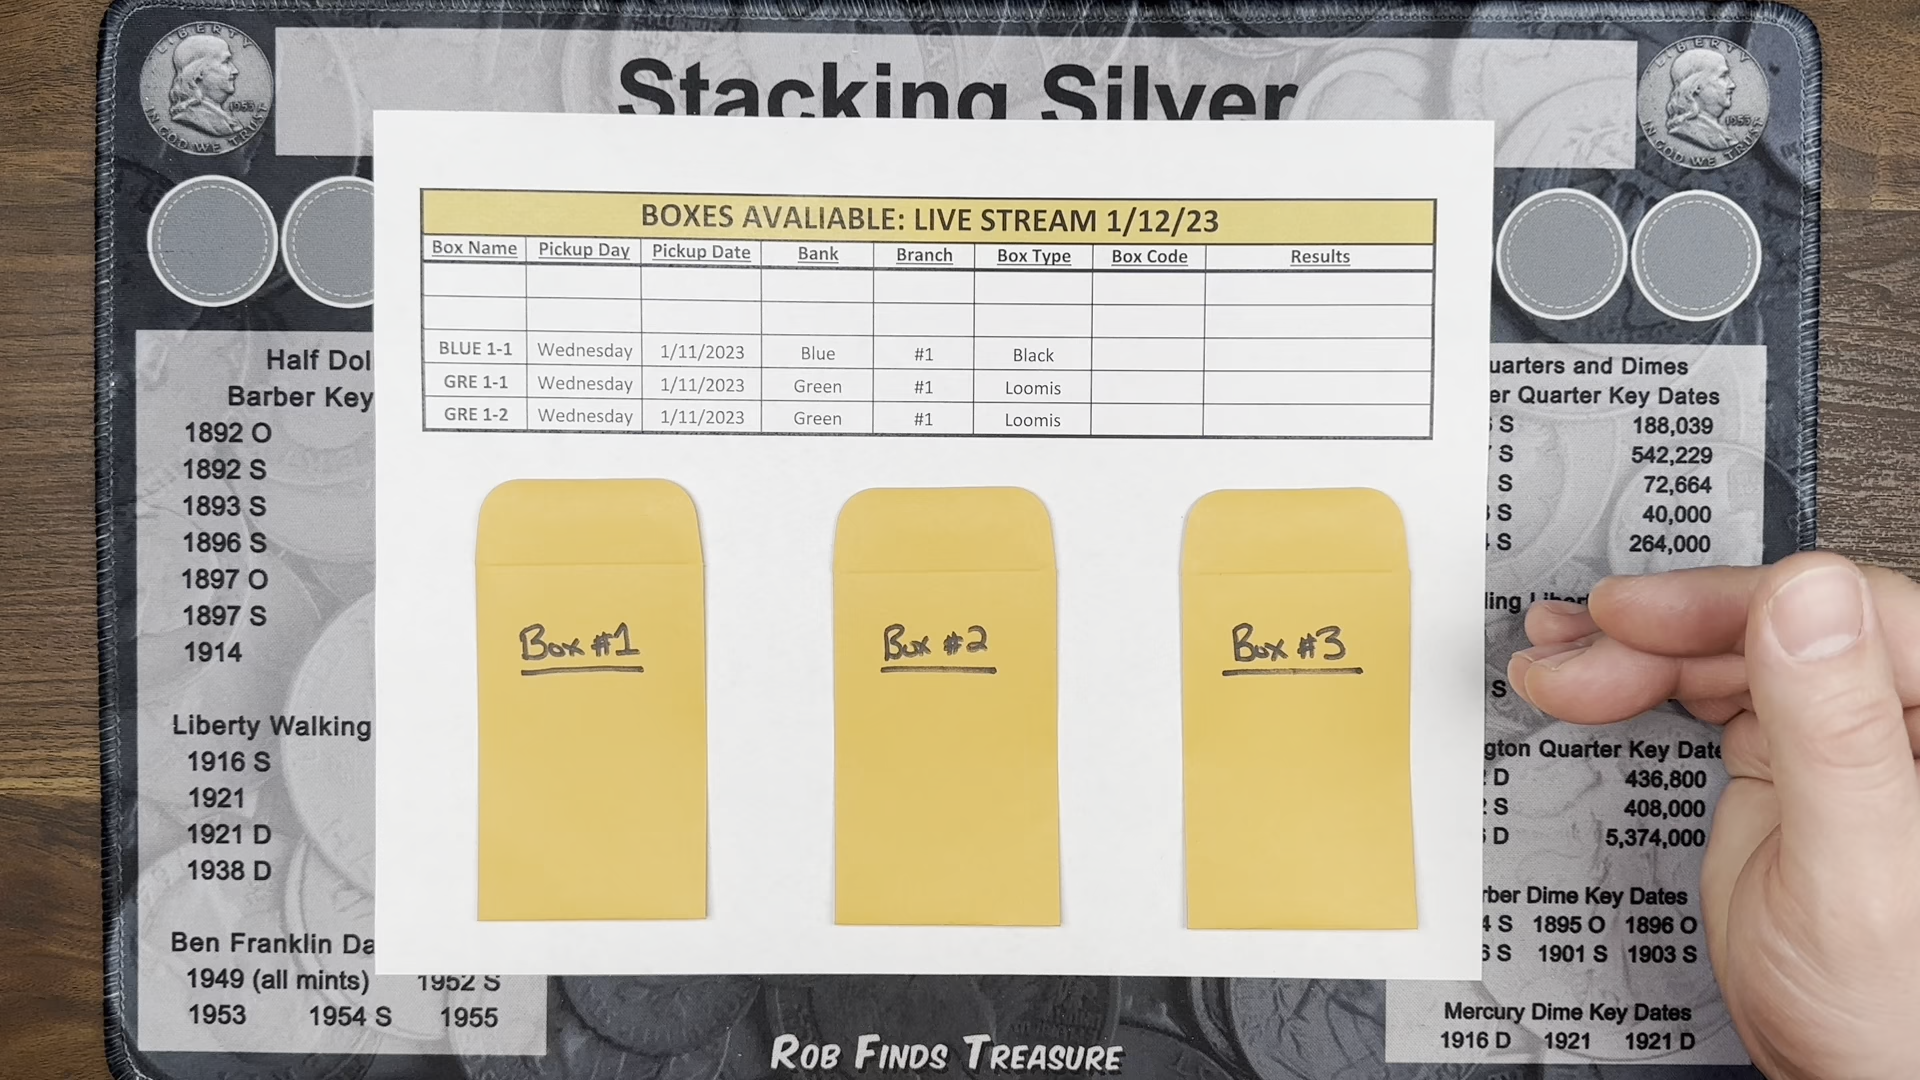 Stacking Silver
LIBERTY
1953
IN GOD WE TRUST
LIBERTY
1953
IN GOD WE TRUST
BOXES AVALIABLE: LIVE STREAM 1/12/23
Box Name Pickup Day Pickup Date Bank Branch Box Type Box Code Results
BLUE 1-1 Wednesday 1/11/2023 Blue #1 Black
GRE 1-1 Wednesday 1/11/2023 Green #1 Loomis
GRE 1-2 Wednesday 1/11/2023 Green #1 Loomis
Box #1
Box #2
Box #3
Half Dol
Barber Key
1892 O
1892 S
1893 S
1896 S
1897 O
1897 S
1914
Liberty Walking
1916 S
1921
1921 D
1938 D
Ben Franklin Da
1949 (all mints) 1952 S
1953 1954 S 1955
uarters and Dimes
er Quarter Key Dates
S 188,039
S 542,229
S 72,664
S 40,000
S 264,000
ding Liber
S
gton Quarter Key Date
D 436,800
S 408,000
D 5,374,000
rber Dime Key Dates
4 S 1895 O 1896 O
S 1901 S 1903 S
Mercury Dime Key Dates
1916 D 1921 1921 D
ROB FINDS TREASURE